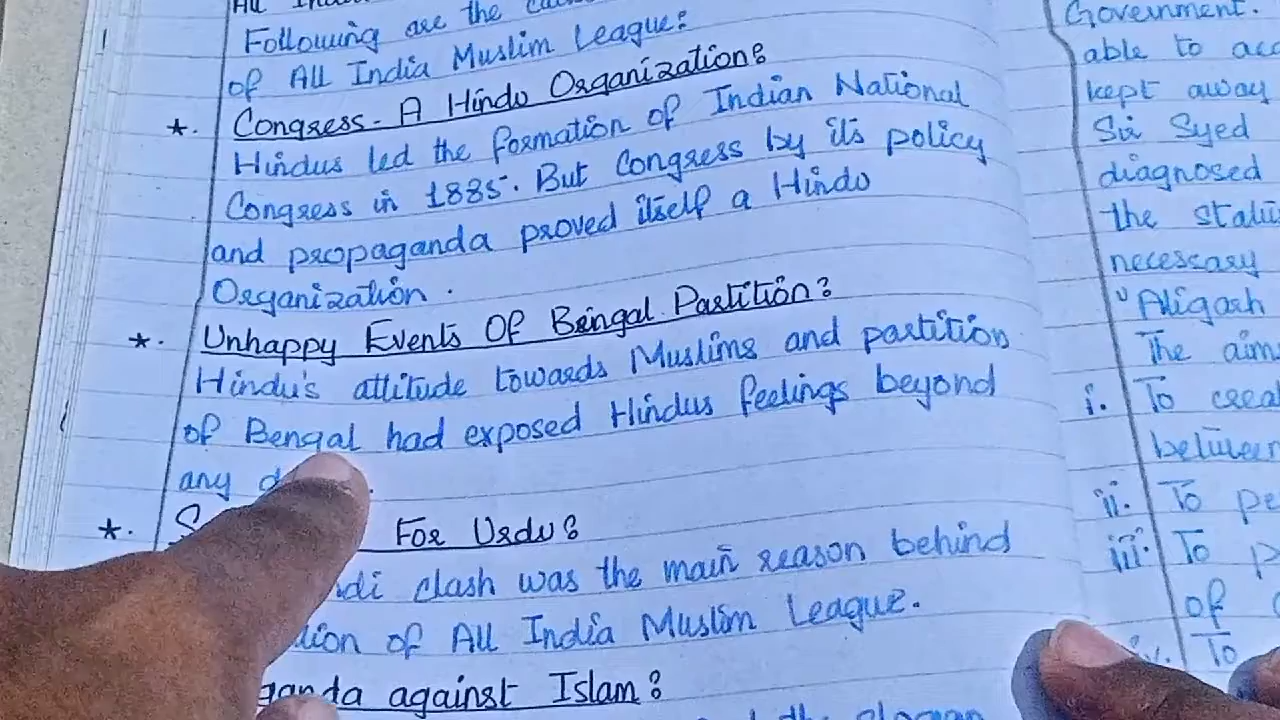 Following are the
of All India Muslim League:
★. Congress - A Hindu Organization:
Hindus led the formation of Indian National
Congress in 1885. But Congress by its policy
and propaganda proved itself a Hindu
Organization.
★. Unhappy Events Of Bengal Partition:
Hindu's attitude towards Muslims and partition
of Bengal had exposed Hindus feelings beyond
any
★. For Urdu:
clash was the main reason behind
of All India Muslim League.
against Islam:
Government.
able to
kept away
Sir Syed
diagnosed
the
necessary
Aligarh
The
i. To

ii. To
iii. To
of
To